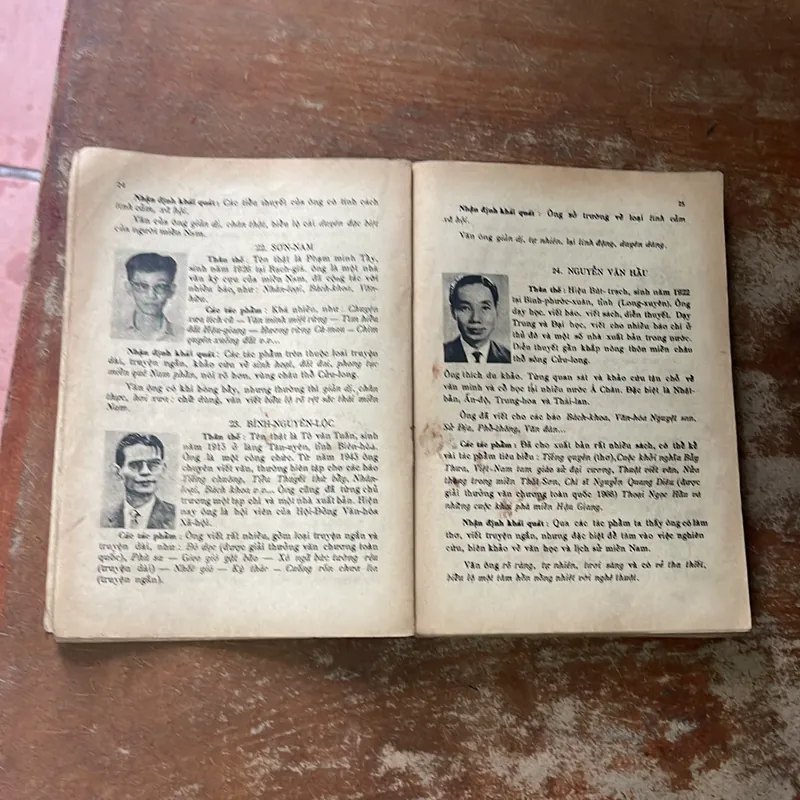 24
Nhận định khái quát : Các tiểu thuyết của ông có tính cách
tình cảm, xã hội.
Văn của ông giản dị, chân thật, biểu lộ cái duyên đặc biệt
của người miền Nam.
22. SƠN-NAM
Thân thế : Tên thật là Phạm minh Tày,
sinh năm 1926 tại Rạch-giá. ông là một nhà
văn kỳ cựu của miền Nam, đã cộng tác với
nhiều báo, như : Nhân-loại, Bách-khoa, Văn-
hữu.
Các tác phẩm : Khá nhiều, như : Chuyện
xưa tích cũ — Văn minh miệt vườn — Tìm hiểu
đất Hậu-giang — Hương rừng Cà mau — Chim
quyên xuống đất v.v...
Nhận định khái quát : Các tác phẩm trên thuộc loại truyện
dài, truyện ngắn, khảo cứu về sinh hoạt, đất đai, phong tục
miền quê Nam phần, nói rõ hơn, vùng châu thổ Cửu-long.
Văn ông có khi bóng bẩy, nhưng thường thì giản dị, chân
thực, hơi xưa : chữ dùng, văn viết biểu lộ rõ rệt sắc thái miền
Nam.
23. BÌNH-NGUYÊN-LỘC
Thân thế : Tên thật là Tô văn Tuấn, sinh
năm 1915 ở làng Tân-uyên, tỉnh Biên-hòa.
Ông là một công chức. Từ năm 1945 ông
chuyên viết văn, thường biên tập cho các báo
Tiếng chuông, Tiểu Thuyết thứ bảy, Nhân-
loại, Bách khoa v.v... Ông cũng đã từng chủ
trương một tạp chí và một nhà xuất bản. Hiện
nay ông là hội viên của Hội-Đồng Văn-hóa
Xã-hội.
Các tác phẩm : Ông viết rất nhiều, gồm loại truyện ngắn và
truyện dài, như : Đò dọc (được giải thưởng văn chương toàn
quốc), Phù sa — Gieo gió gặt bão — Xô ngã bức tường rêu
(truyện dài) — Nhốt gió — Ký thác — Cuống rún chưa lìa
(truyện ngắn).
25
Nhận định khái quát : Ông sở trường về loại tình cảm
xã hội.
Văn ông giản dị, tự nhiên, lại linh động, duyên dáng.
24. NGUYỄN VĂN HẦU
Thân thế : Hiệu Bút-trạch, sinh năm 1922
tại Bình-phước-xuân, tỉnh (Long-xuyên). Ông
dạy học, viết báo, viết sách, diễn thuyết. Dạy
Trung và Đại học, viết cho nhiều báo chí ở
thủ đô và một số nhà xuất bản trong nước.
Diễn thuyết gần khắp nông thôn miền châu
thổ sông Cửu-long.
Ông thích du khảo. Từng quan sát và khảo cứu tận chỗ về
văn minh và cổ học tại nhiều nước Á Châu. Đặc biệt là Nhật-
bản, Ấn-độ, Trung-hoa và Thái-lan.
Ông đã viết cho các báo Bách-khoa, Văn-hóa Nguyệt san,
Sử Địa, Phổ-thông, Văn đàn...
Các tác phẩm : Đã cho xuất bản rất nhiều sách, có thể kể
vài tác phẩm tiêu biểu : Tiếng quyên (thơ), Cuộc khởi nghĩa Bảy
Thưa, Việt-Nam tam giáo sử đại cương, Thuật viết văn, Nửa
tháng trong miền Thất-Sơn, Chí sĩ Nguyễn Quang Diêu (được
giải thưởng văn chương toàn quốc 1966) Thoại Ngọc Hầu và
những cuộc khai phá miền Hậu Giang.
Nhận định khái quát : Qua các tác phẩm ta thấy ông có làm
thơ, viết truyện ngắn, nhưng đặc biệt để tâm vào việc nghiên
cứu, biên khảo về văn học và lịch sử miền Nam.
Văn ông rõ ràng, tự nhiên, tươi sáng và có vẻ tha thiết,
biểu lộ một tâm hồn nồng nhiệt với nghệ thuật.